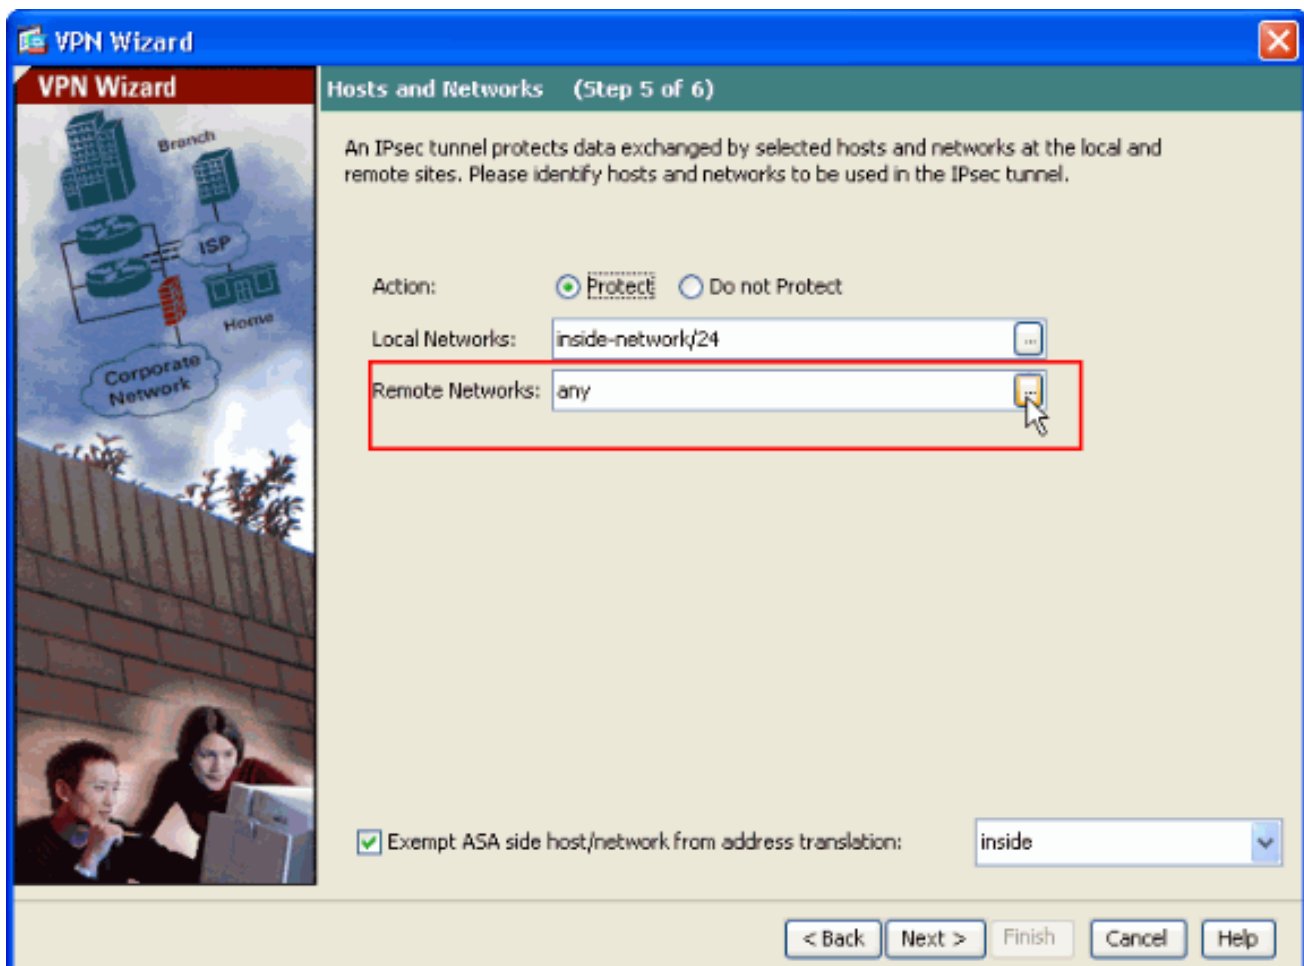 VPN Wizard
VPN Wizard
Hosts and Networks (Step 5 of 6)
Branch
ISP
Home
Corporate
Network
An IPsec tunnel protects data exchanged by selected hosts and networks at the local and
remote sites. Please identify hosts and networks to be used in the IPsec tunnel.
Action: Protect Do not Protect
Local Networks: inside-network/24 ...
Remote Networks: any ...
Exempt ASA side host/network from address translation: inside
< Back Next > Finish Cancel Help